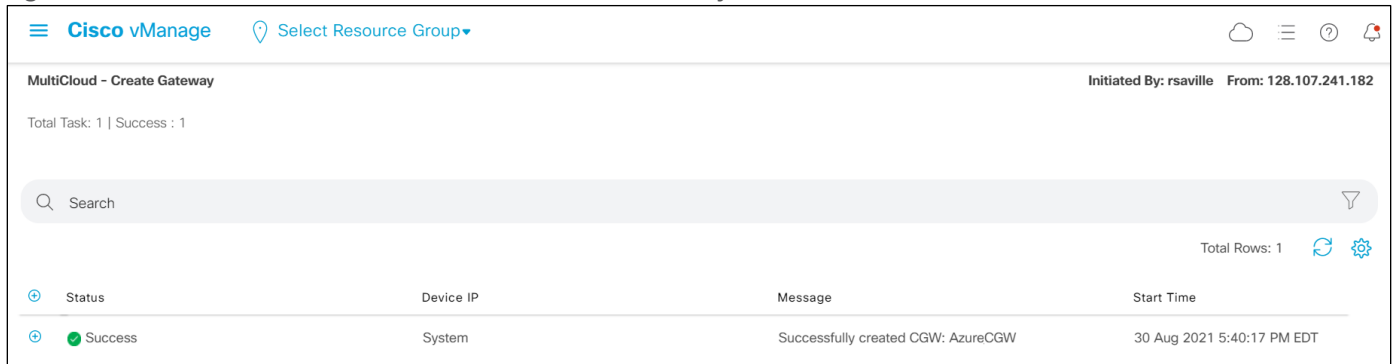 Cisco vManage Select Resource Group▾
MultiCloud - Create Gateway Initiated By: rsaville From: 128.107.241.182
Total Task: 1 | Success : 1
Search
Total Rows: 1
Status Device IP Message Start Time
Success System Successfully created CGW: AzureCGW 30 Aug 2021 5:40:17 PM EDT